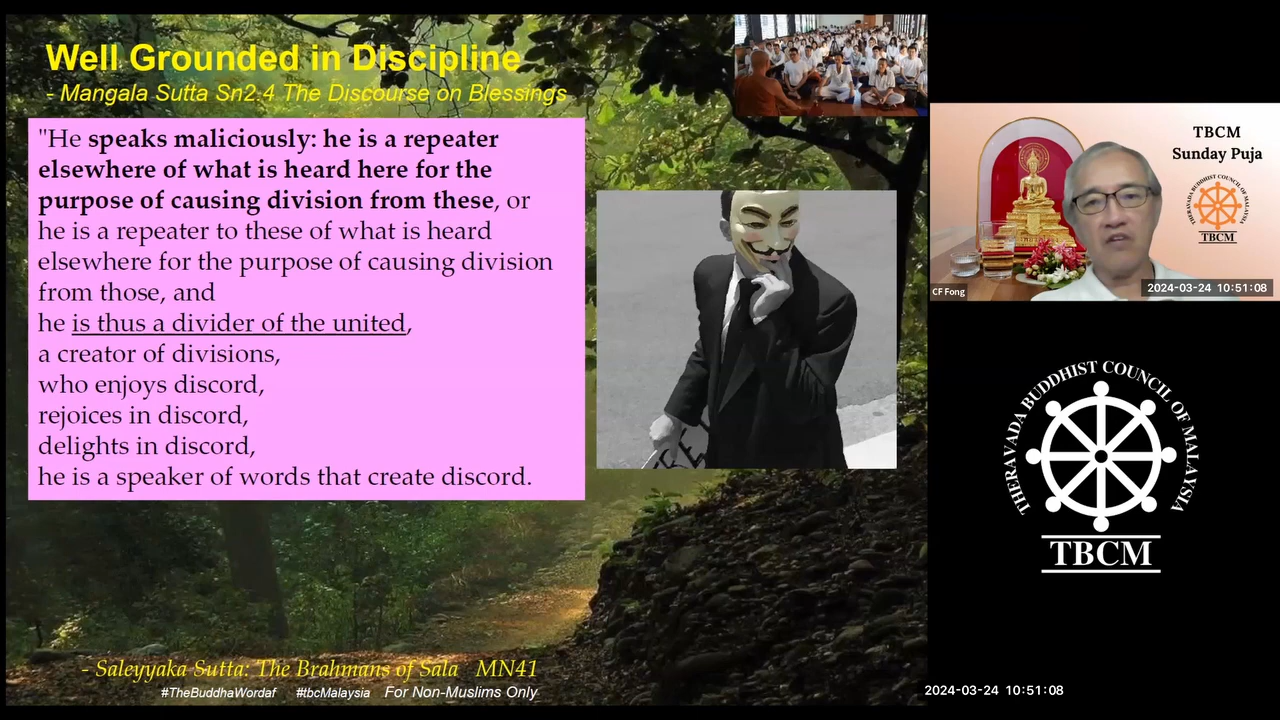 Well Grounded in Discipline
- Mangala Sutta Sn2:4 The Discourse on Blessings
"He speaks maliciously: he is a repeater
elsewhere of what is heard here for the
purpose of causing division from these, or
he is a repeater to these of what is heard
elsewhere for the purpose of causing division
from those, and
he is thus a divider of the united,
a creator of divisions,
who enjoys discord,
rejoices in discord,
delights in discord,
he is a speaker of words that create discord.
- Saleyyaka Sutta: The Brahmans of Sala MN41
#TheBuddhaWordaf #tbcMalaysia For Non-Muslims Only
TBCM
Sunday Puja
THERAVADA BUDDHIST COUNCIL OF MALAYSIA
TBCM
CF Fong
2024-03-24 10:51:08
THERAVADA BUDDHIST COUNCIL OF MALAYSIA
TBCM
2024-03-24 10:51:08